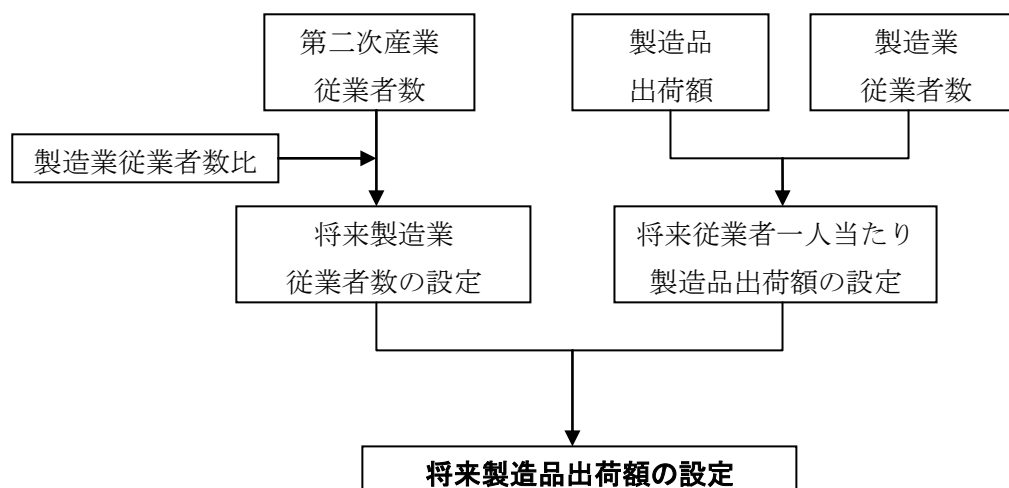 第二次産業
従業者数
製造品
出荷額
製造業
従業者数
製造業従業者数比
将来製造業
従業者数の設定
将来従業者一人当たり
製造品出荷額の設定
将来製造品出荷額の設定